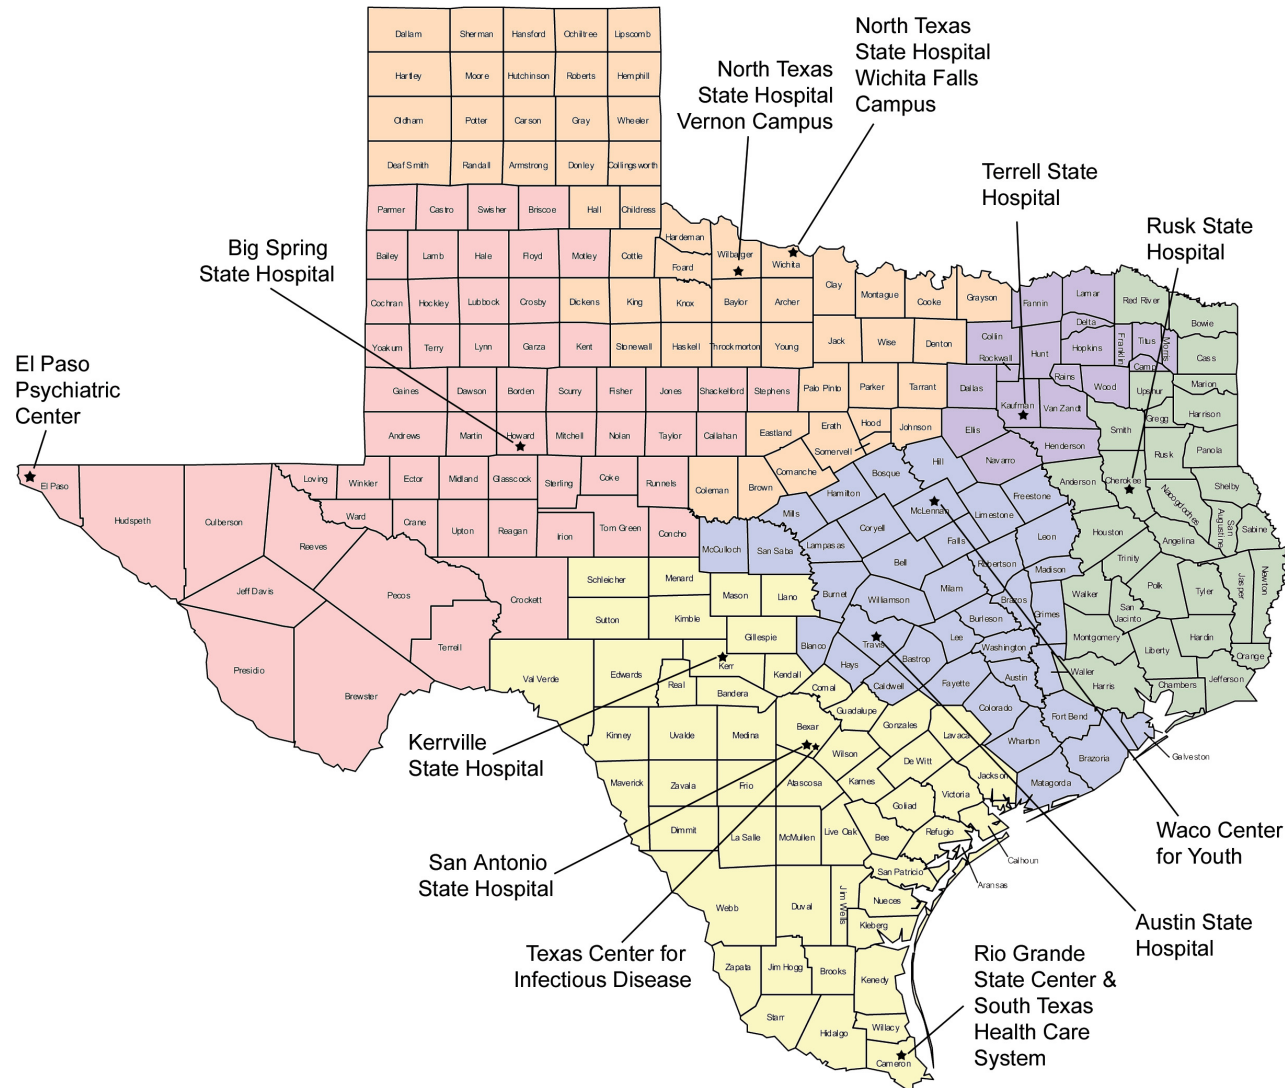 North Texas
State Hospital
Wichita Falls
Campus
North Texas
State Hospital
Vernon Campus
Terrell State
Hospital
Rusk State
Hospital
Big Spring
State Hospital
El Paso
Psychiatric
Center
Kerrville
State Hospital
San Antonio
State Hospital
Texas Center for
Infectious Disease
Waco Center
for Youth
Austin State
Hospital
Rio Grande
State Center &
South Texas
Health Care
System
Dallam Sherman Hansford Ochiltree Lipscomb
Hartley Moore Hutchinson Roberts Hemphill
Oldham Potter Carson Gray Wheeler
Deaf Smith Randall Armstrong Donley Collingsworth
Parmer Castro Swisher Briscoe Hall Childress
Hardeman
Bailey Lamb Hale Floyd Motley Cottle Foard Wilbarger Wichita
Cochran Hockley Lubbock Crosby Dickens King Knox Baylor Archer Clay Montague Cooke Grayson Fannin Lamar Red River Bowie
Delta
Yoakum Terry Lynn Garza Kent Stonewall Haskell Throckmorton Young Jack Wise Denton Collin Rockwall Hunt Hopkins Franklin Titus Morris Cass
Camp
Gaines Dawson Borden Scurry Fisher Jones Shackelford Stephens Palo Pinto Parker Tarrant Dallas Kaufman Rains Van Zandt Wood Upshur Marion
Gregg Harrison
Andrews Martin Howard Mitchell Nolan Taylor Callahan Eastland Erath Hood Somervell Johnson Ellis Henderson Smith Rusk Panola
El Paso Hudspeth Culberson Loving Winkler Ector Midland Glasscock Sterling Coke Runnels Coleman Brown Comanche Hamilton Bosque Hill Navarro Anderson Cherokee Nacogdoches Shelby
Reeves Ward Crane Upton Reagan Irion Tom Green Concho McCulloch San Saba Mills Lampasas Coryell McLennan Limestone Freestone Leon Houston Angelina San Augustine Sabine
Falls Bell Robertson Madison Trinity
Jeff Davis Pecos Crockett Schleicher Menard Mason Llano Burnet Williamson Milam Brazos Grimes Walker San Jacinto Polk Tyler Jasper Newton
Sutton Kimble Gillespie Blanco Travis Lee Burleson Washington Montgomery Liberty Hardin Orange
Presidio Brewster Terrell Val Verde Edwards Real Kerr Bandera Kendall Comal Hays Caldwell Bastrop Fayette Austin Waller Harris Chambers Jefferson
Kinney Uvalde Medina Bexar Guadalupe Gonzales Lavaca Colorado Wharton Fort Bend Brazoria Galveston
Maverick Zavala Frio Atascosa Wilson Karnes De Witt Victoria Jackson Matagorda
Dimmit La Salle McMullen Live Oak Bee Goliad Refugio Calhoun
Aransas
San Patricio
Webb Duval Jim Wells Nueces
Kleberg
Zapata Jim Hogg Brooks Kenedy
Starr Hidalgo Willacy
Cameron